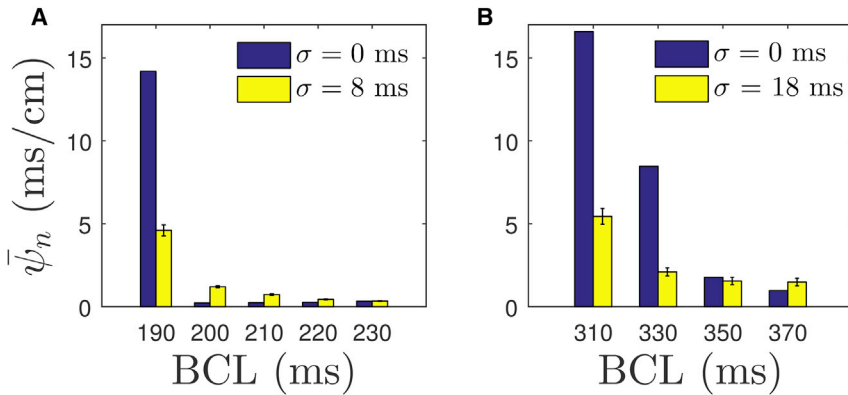 A
ψ̄n (ms/cm)
15
10
5
0
σ = 0 ms
σ = 8 ms
190 200 210 220 230
BCL (ms)
B
15
10
5
0
σ = 0 ms
σ = 18 ms
310 330 350 370
BCL (ms)